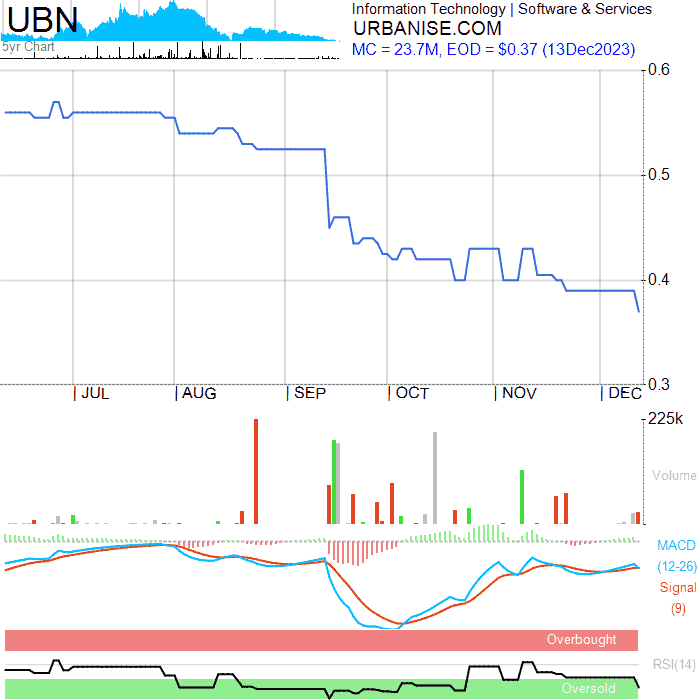 UBN
Information Technology | Software & Services
URBANISE.COM
5yr Chart
MC = 23.7M, EOD = $0.37 (13Dec2023)
0.6
0.5
0.4
0.3
| JUL | AUG | SEP | OCT | NOV | DEC
225k
Volume
MACD
(12-26)
Signal
(9)
Overbought
RSI(14)
Oversold